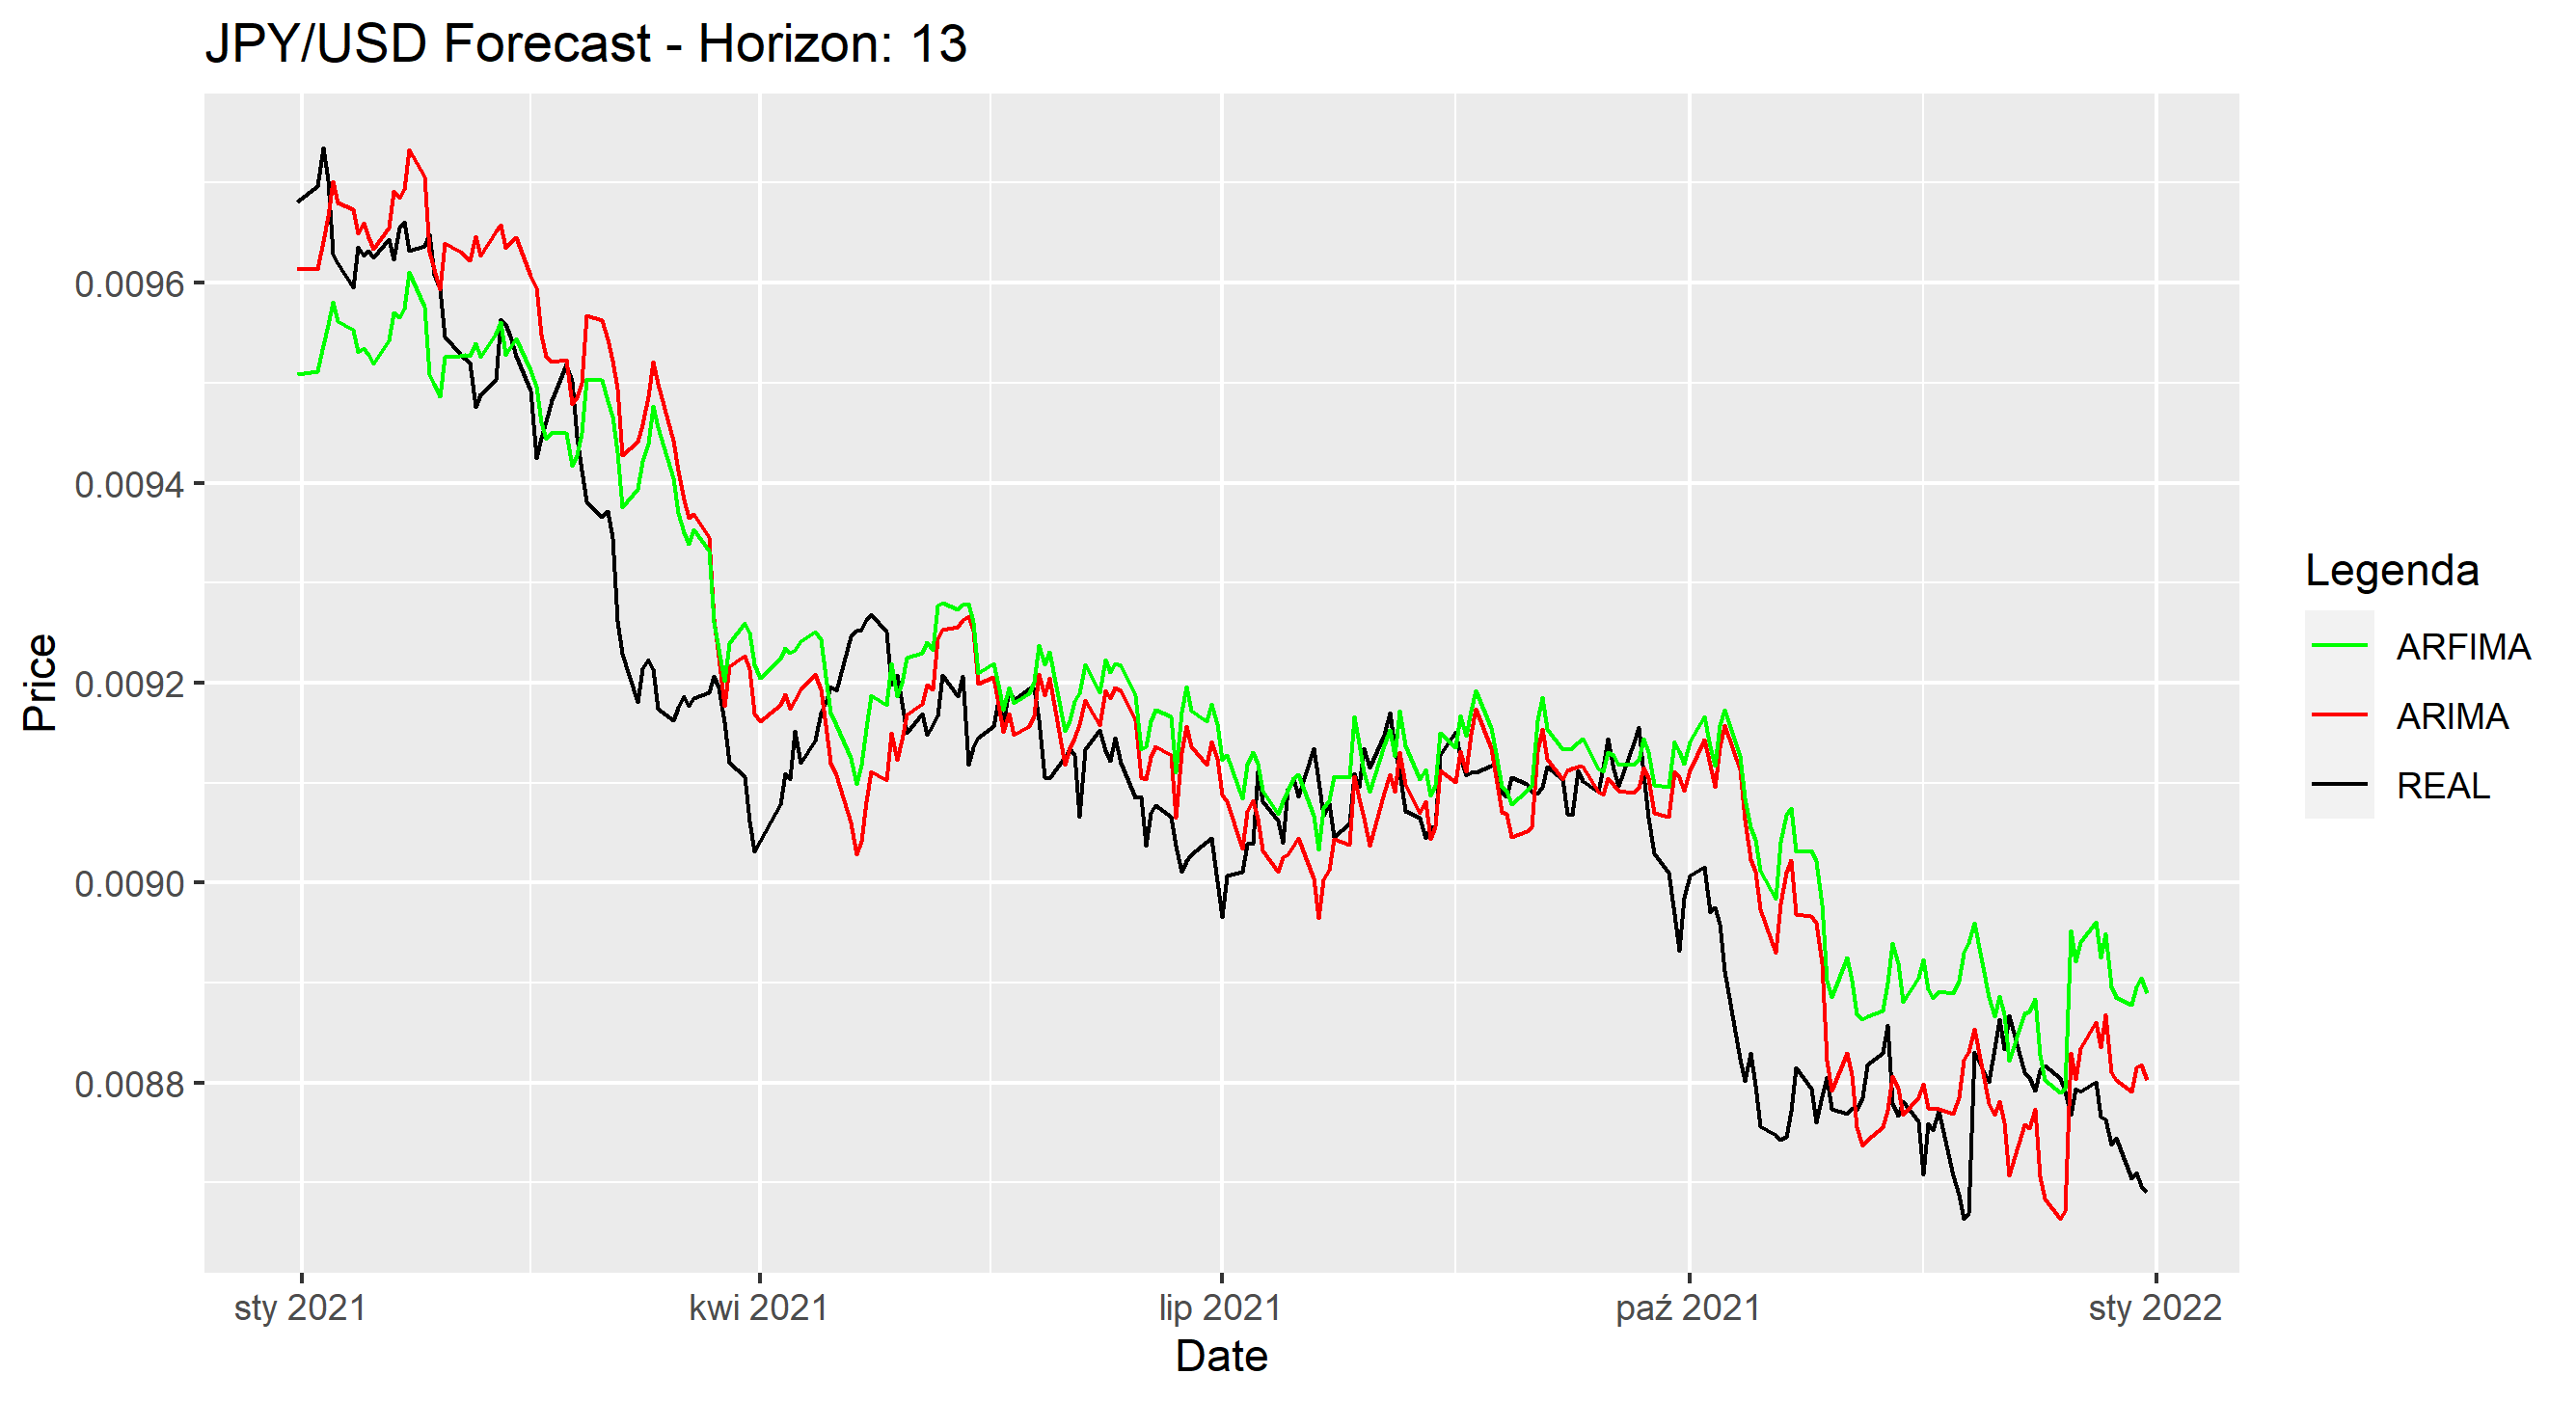 JPY/USD Forecast - Horizon: 13
Price
0.0096
0.0094
0.0092
0.0090
0.0088
sty 2021
kwi 2021
lip 2021
paź 2021
sty 2022
Date
Legenda
ARFIMA
ARIMA
REAL